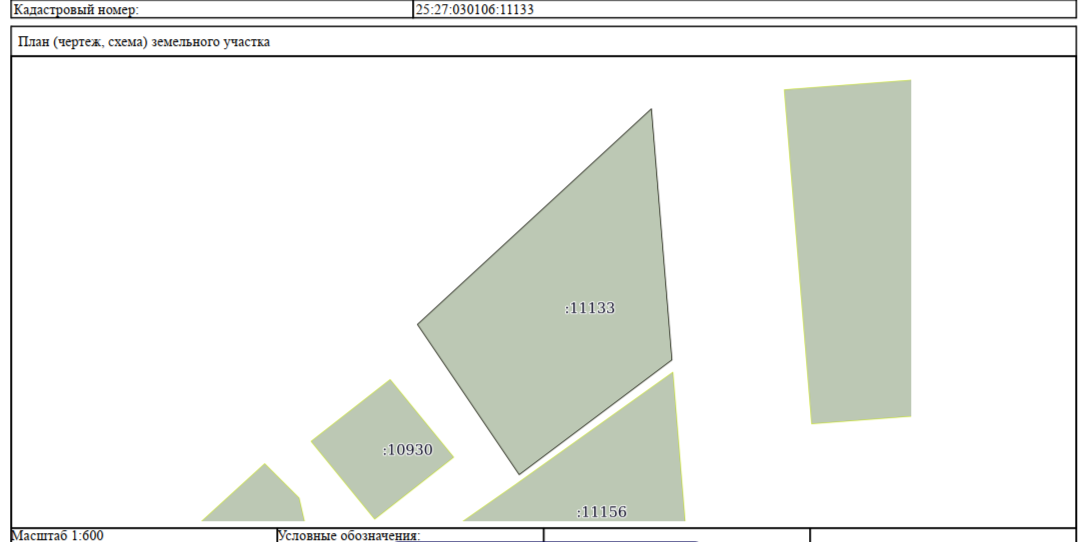 Кадастровый номер: 25:27:030106:11133
План (чертеж, схема) земельного участка
:11133
:10930
:11156
Масштаб 1:600 Условные обозначения: